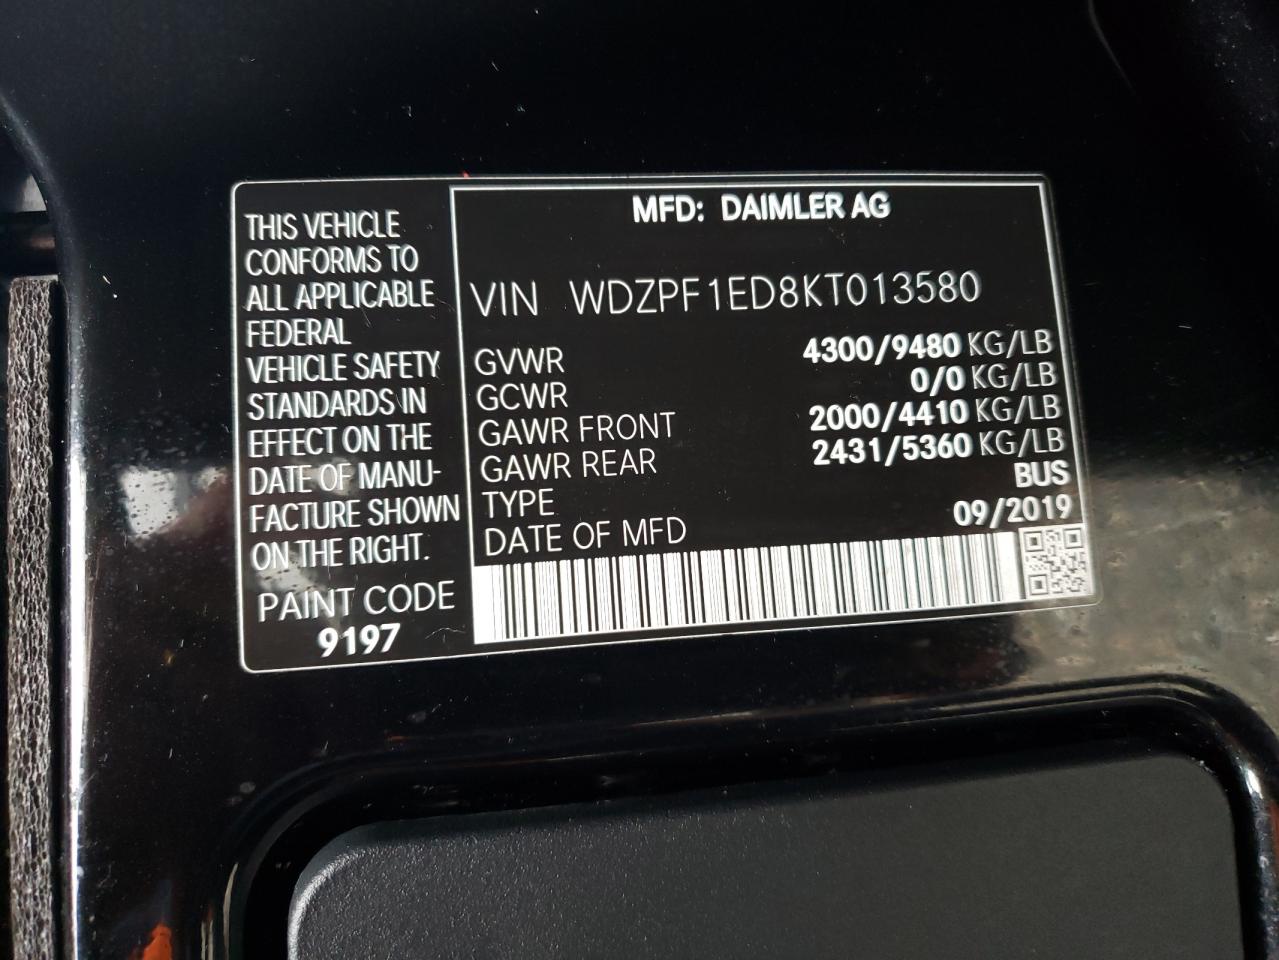 THIS VEHICLE
CONFORMS TO
ALL APPLICABLE
FEDERAL
VEHICLE SAFETY
STANDARDS IN
EFFECT ON THE
DATE OF MANU-
FACTURE SHOWN
ON THE RIGHT.
PAINT CODE
9197
MFD: DAIMLER AG
VIN WDZPF1ED8KT013580
GVWR 4300/9480 KG/LB
GCWR 0/0 KG/LB
GAWR FRONT 2000/4410 KG/LB
GAWR REAR 2431/5360 KG/LB
TYPE BUS
DATE OF MFD 09/2019